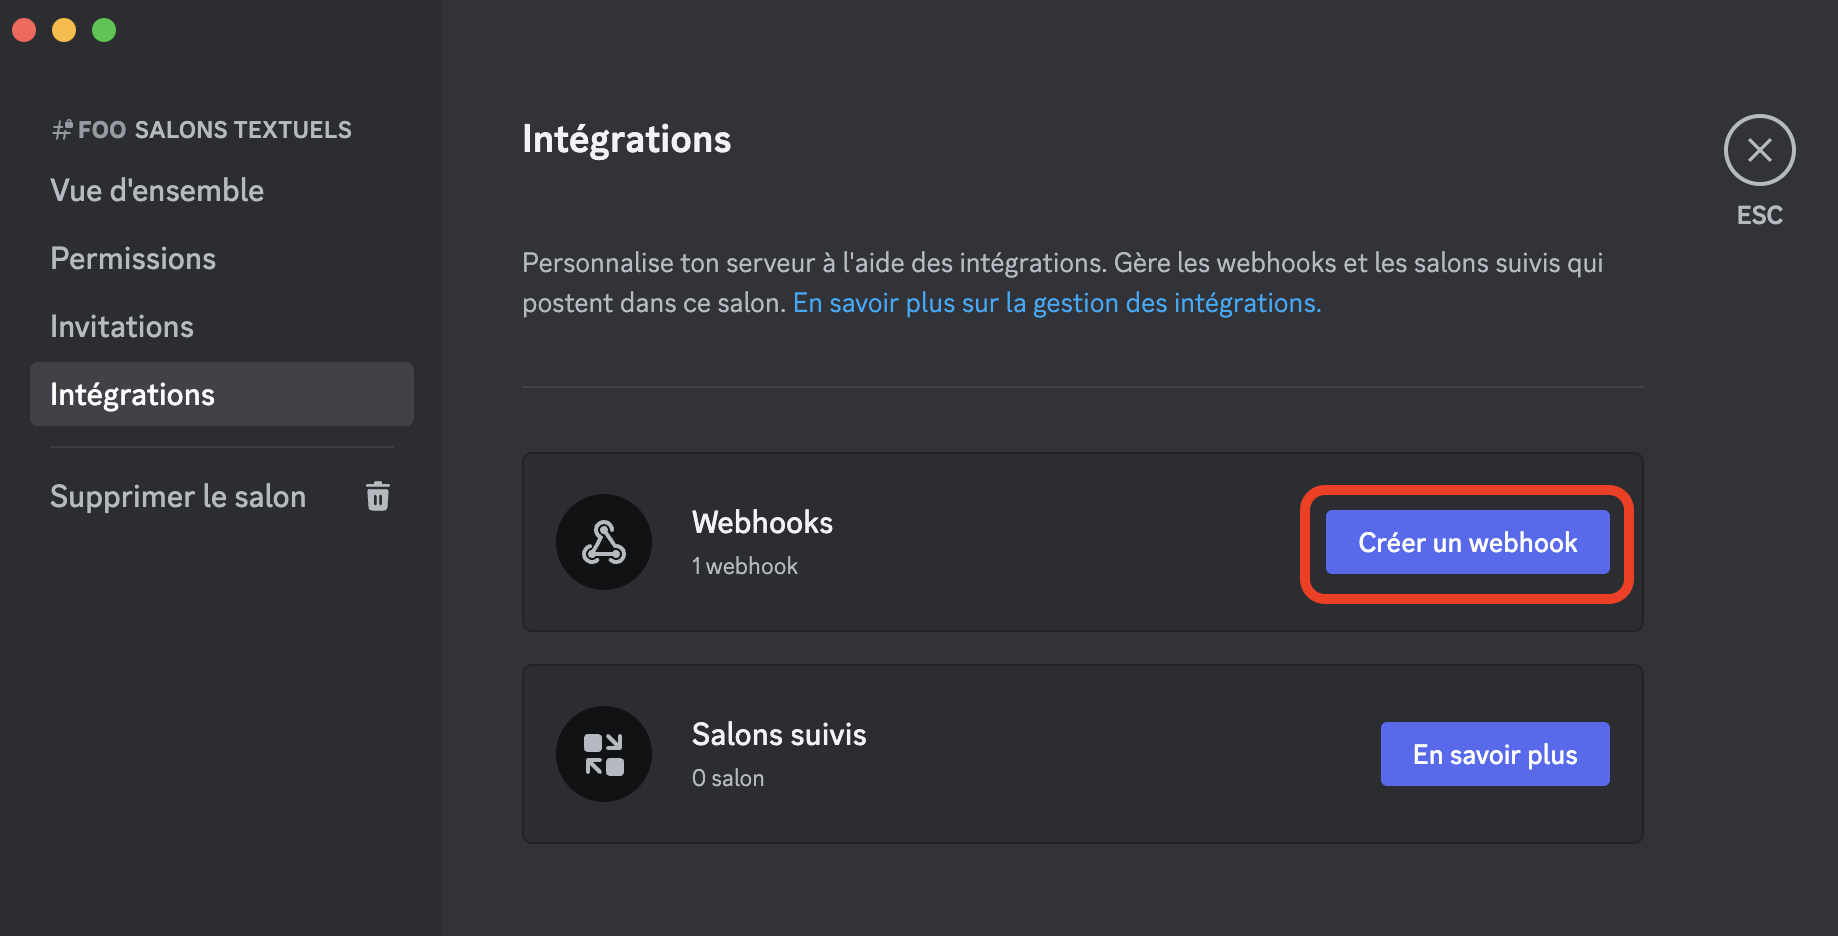 FOO SALONS TEXTUELS
Vue d'ensemble
Permissions
Invitations
Intégrations
Supprimer le salon
Intégrations
ESC
Personnalise ton serveur à l'aide des intégrations. Gère les webhooks et les salons suivis qui
postent dans ce salon. En savoir plus sur la gestion des intégrations.
Webhooks
1 webhook
Créer un webhook
Salons suivis
0 salon
En savoir plus